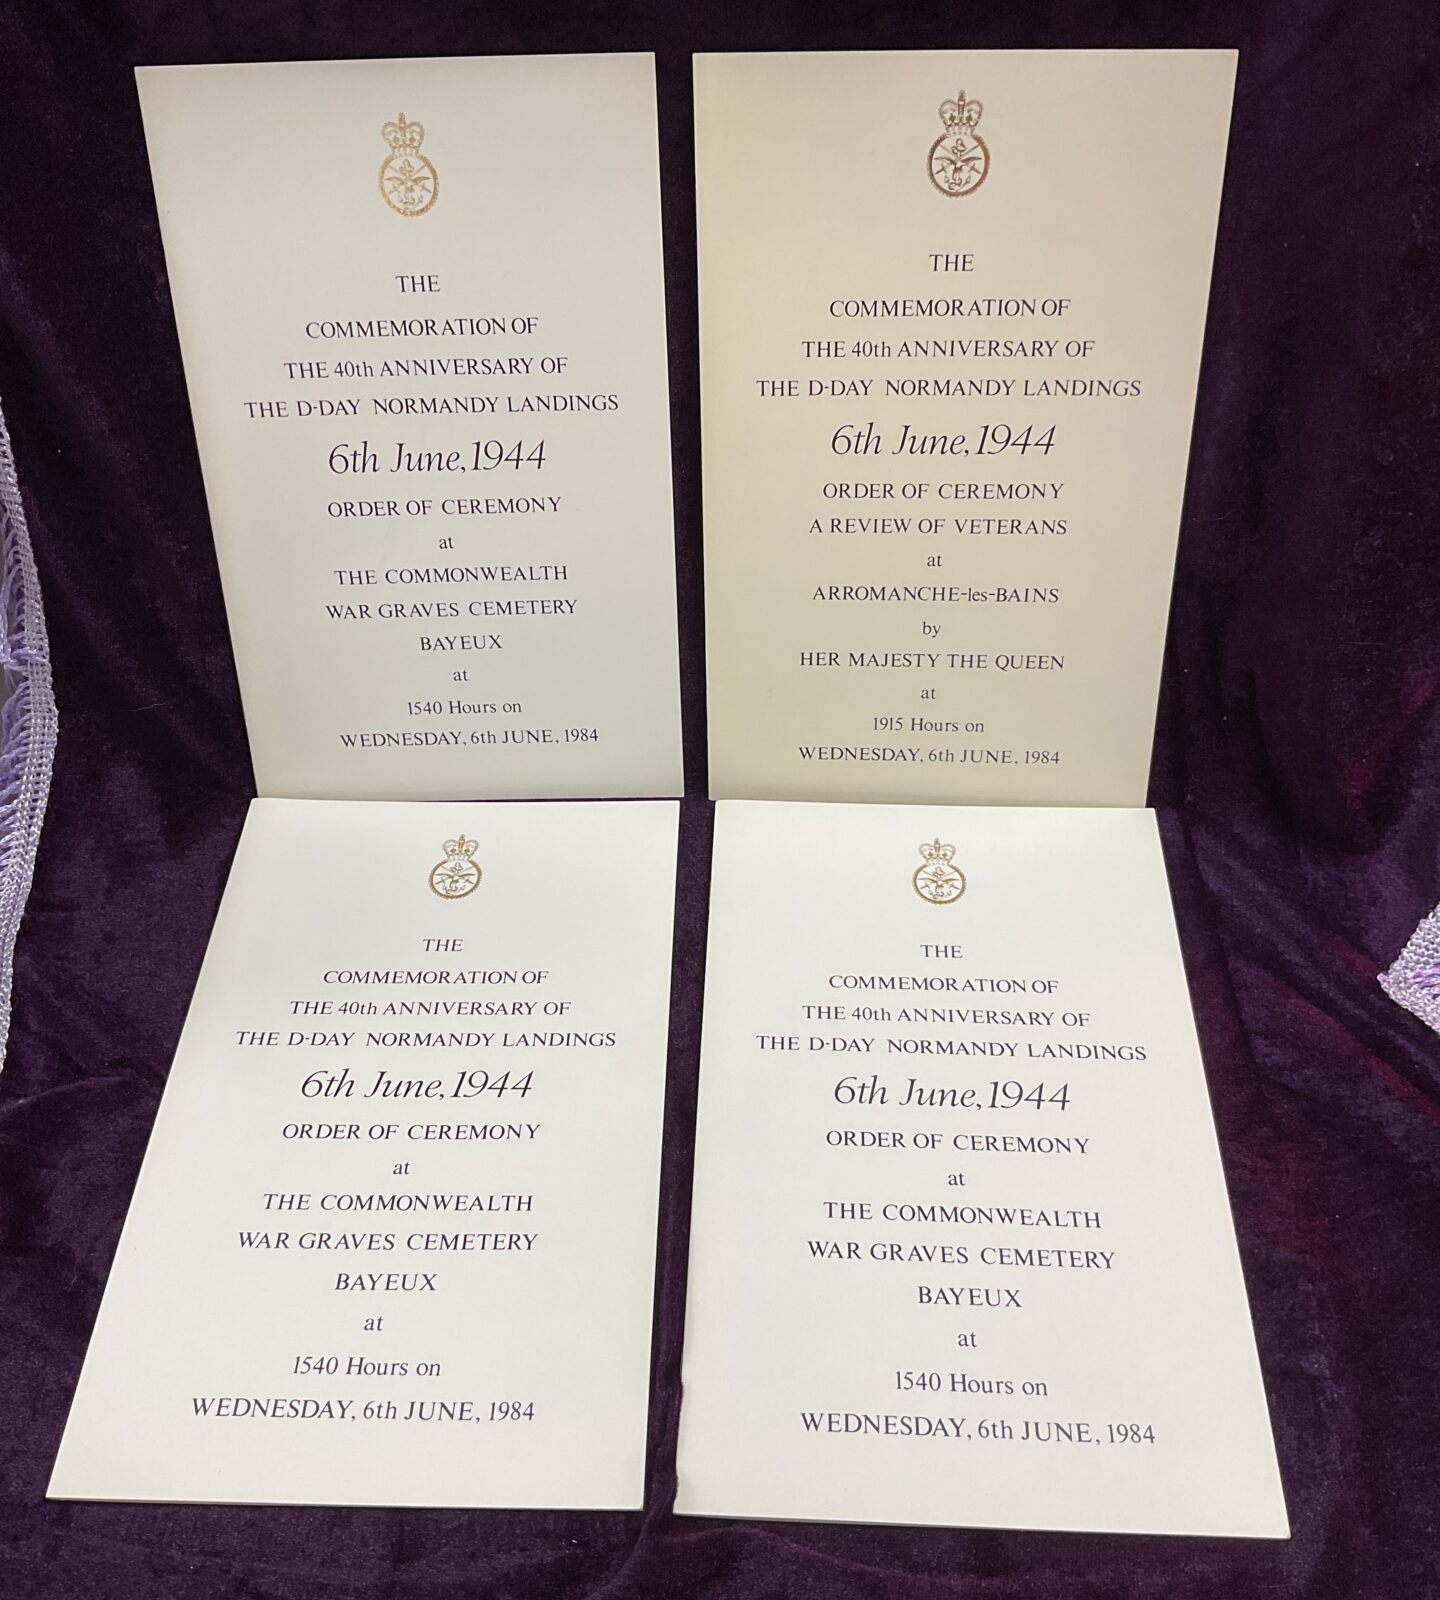 THE
COMMEMORATION OF
THE 40th ANNIVERSARY OF
THE D-DAY NORMANDY LANDINGS
6th June, 1944
ORDER OF CEREMONY
at
THE COMMONWEALTH
WAR GRAVES CEMETERY
BAYEUX
at
1540 Hours on
WEDNESDAY, 6th JUNE, 1984
THE
COMMEMORATION OF
THE 40th ANNIVERSARY OF
THE D-DAY NORMANDY LANDINGS
6th June, 1944
ORDER OF CEREMONY
A REVIEW OF VETERANS
at
ARROMANCHE-les-BAINS
by
HER MAJESTY THE QUEEN
at
1915 Hours on
WEDNESDAY, 6th JUNE, 1984
THE
COMMEMORATION OF
THE 40th ANNIVERSARY OF
THE D-DAY NORMANDY LANDINGS
6th June, 1944
ORDER OF CEREMONY
at
THE COMMONWEALTH
WAR GRAVES CEMETERY
BAYEUX
at
1540 Hours on
WEDNESDAY, 6th JUNE, 1984
THE
COMMEMORATION OF
THE 40th ANNIVERSARY OF
THE D-DAY NORMANDY LANDINGS
6th June, 1944
ORDER OF CEREMONY
at
THE COMMONWEALTH
WAR GRAVES CEMETERY
BAYEUX
at
1540 Hours on
WEDNESDAY, 6th JUNE, 1984